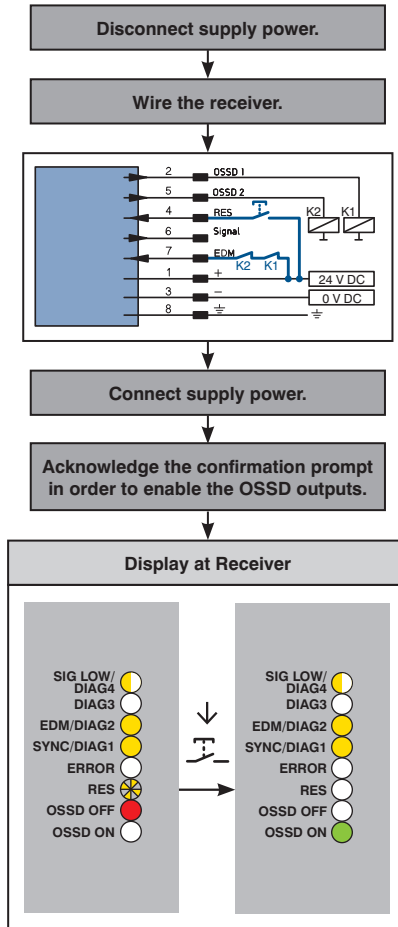 Disconnect supply power.
Wire the receiver.
2 OSSD 1
5 OSSD 2
4 RES
6 Signal
7 EDM
1 +
3 –
8
K2 K1
K2 K1
24 V DC
0 V DC
Connect supply power.
Acknowledge the confirmation prompt
in order to enable the OSSD outputs.
Display at Receiver
SIG LOW/
DIAG4
DIAG3
EDM/DIAG2
SYNC/DIAG1
ERROR
RES
OSSD OFF
OSSD ON
SIG LOW/
DIAG4
DIAG3
EDM/DIAG2
SYNC/DIAG1
ERROR
RES
OSSD OFF
OSSD ON